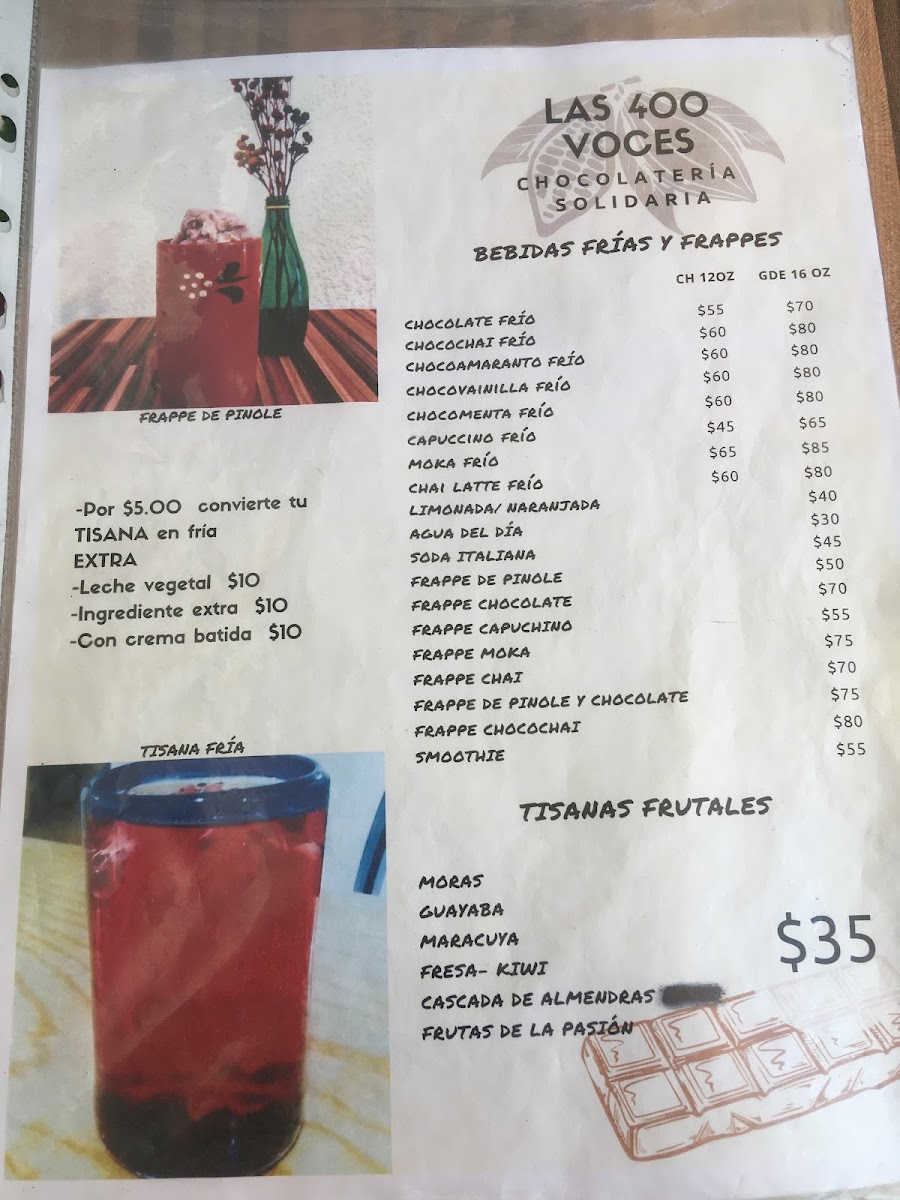 LAS 400
VOCES
CHOCOLATERÍA
SOLIDARIA
BEBIDAS FRÍAS Y FRAPPES
CH 12OZ GDE 16 OZ
CHOCOLATE FRÍO $55 $70
CHOCOCHAI FRÍO $60 $80
CHOCOAMARANTO FRÍO $60 $80
CHOCOVAINILLA FRÍO $60 $80
CHOCOMENTA FRÍO $60 $80
CAPUCCINO FRÍO $45 $65
MOKA FRÍO $65 $85
CHAI LATTE FRÍO $60 $80
LIMONADA/ NARANJADA $40
AGUA DEL DÍA $30
SODA ITALIANA $45
FRAPPE DE PINOLE $50
FRAPPE CHOCOLATE $70
FRAPPE CAPUCHINO $55
FRAPPE MOKA $75
FRAPPE CHAI $70
FRAPPE DE PINOLE Y CHOCOLATE $75
FRAPPE CHOCOCHAI $80
SMOOTHIE $55
FRAPPE DE PINOLE
-Por $5.00 convierte tu
TISANA en fría
EXTRA
-Leche vegetal $10
-Ingrediente extra $10
-Con crema batida $10
TISANA FRÍA
TISANAS FRUTALES
MORAS
GUAYABA
MARACUYA
$35
FRESA- KIWI
CASCADA DE ALMENDRAS
FRUTAS DE LA PASIÓN